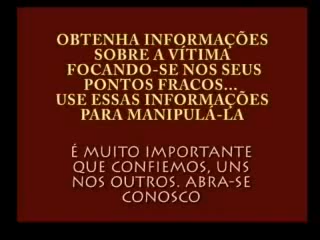 OBTENHA INFORMAÇÕES
SOBRE A VÍTIMA
FOCANDO-SE NOS SEUS
PONTOS FRACOS...
USE ESSAS INFORMAÇÕES
PARA MANIPULÁ-LA
É MUITO IMPORTANTE
QUE CONFIEMOS, UNS
NOS OUTROS. ABRA-SE
CONOSCO